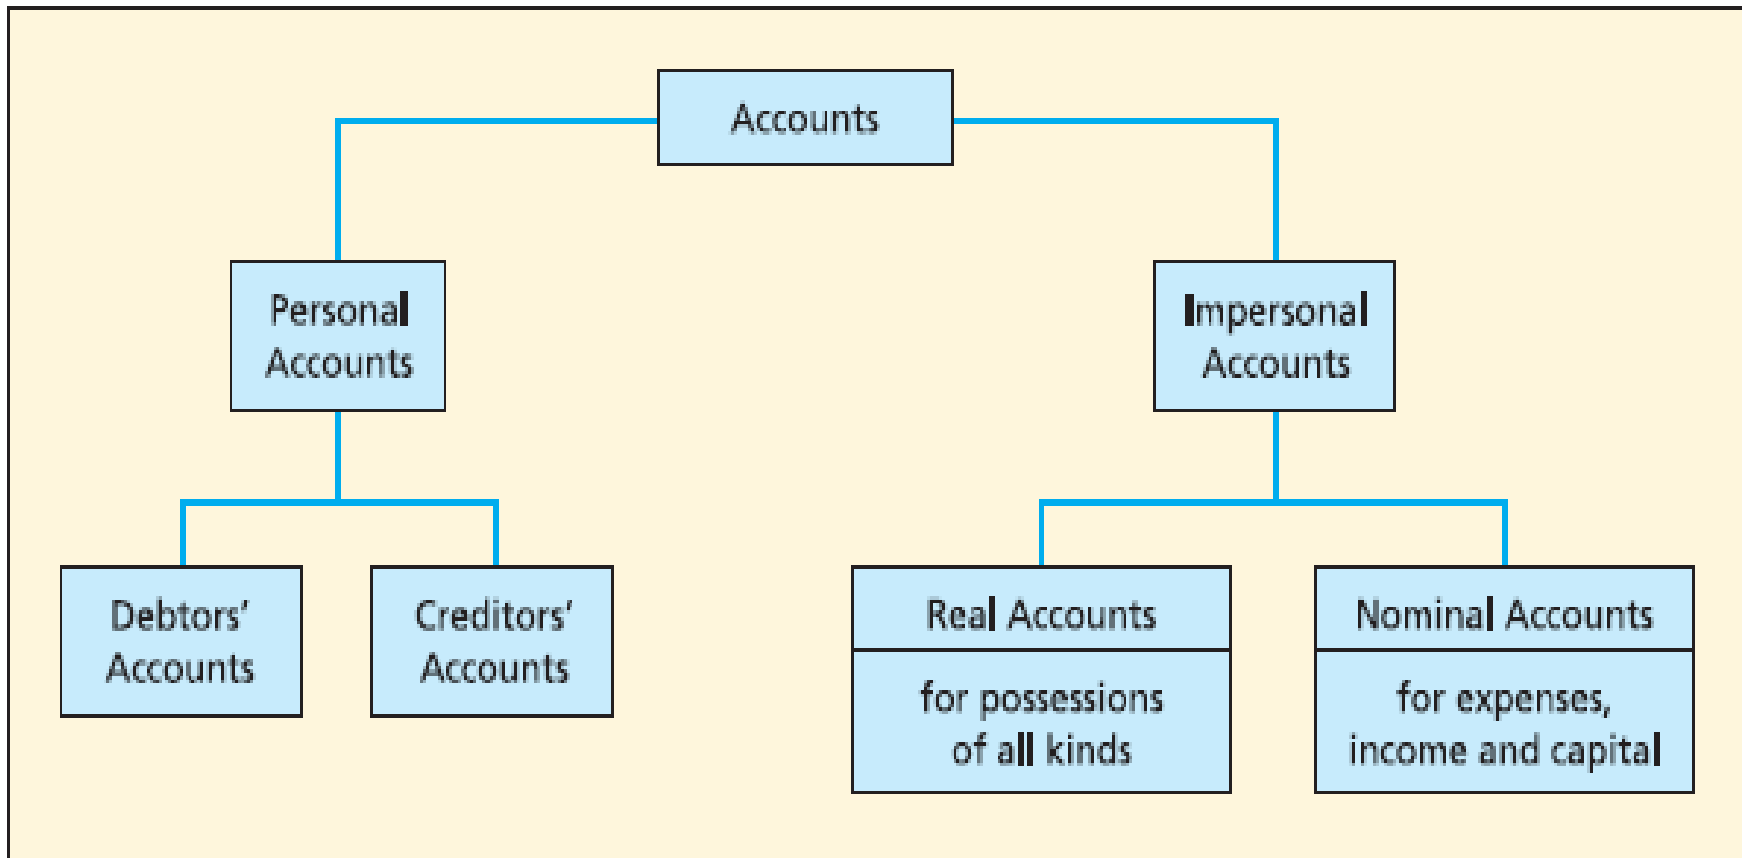 Accounts
Personal
Accounts
Impersonal
Accounts
Debtors’
Accounts
Creditors’
Accounts
Real Accounts
for possessions
of all kinds
Nominal Accounts
for expenses,
income and capital